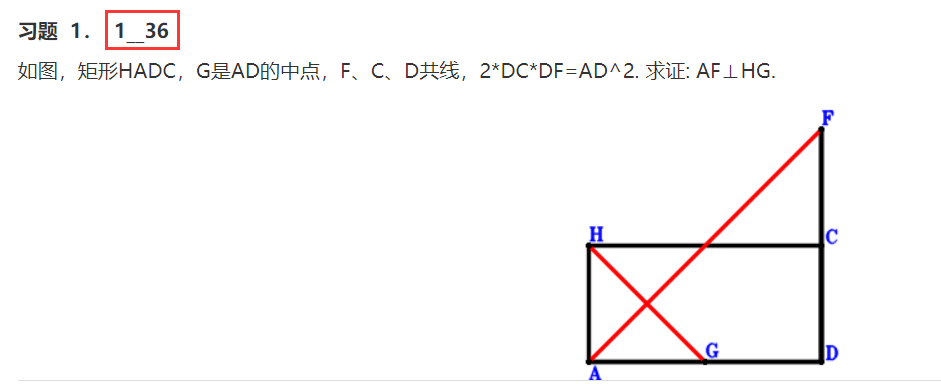 习题 1. 1__36
如图，矩形HADC，G是AD的中点，F、C、D共线，2*DC*DF=AD^2. 求证: AF⊥HG.
F
H
C
G
D
A